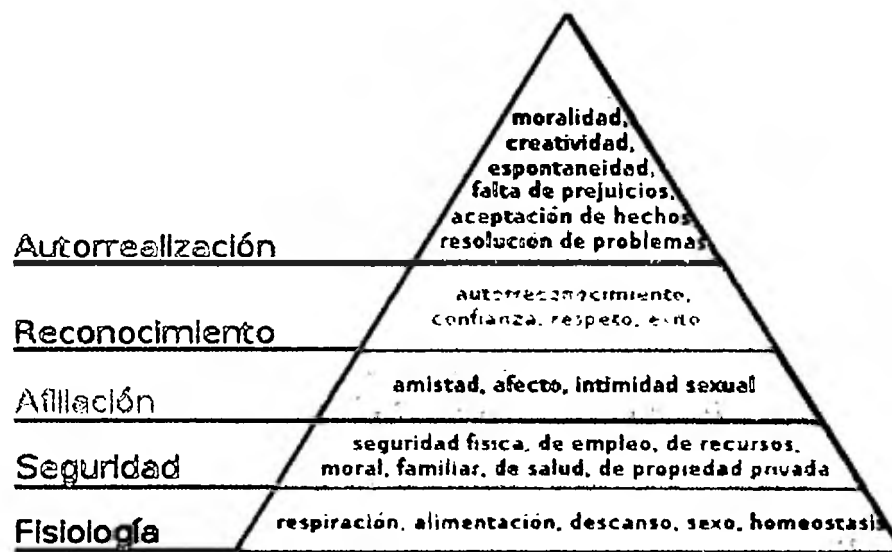 moralidad,
creatividad,
espontaneidad,
falta de prejuicios,
aceptación de hechos,
resolución de problemas
Autorrealización
autorreconocimiento,
confianza, respeto, éxito
Reconocimiento
amistad, afecto, intimidad sexual
Afiliación
seguridad física, de empleo, de recursos,
moral, familiar, de salud, de propiedad privada
Seguridad
respiración, alimentación, descanso, sexo, homeostasis
Fisiología